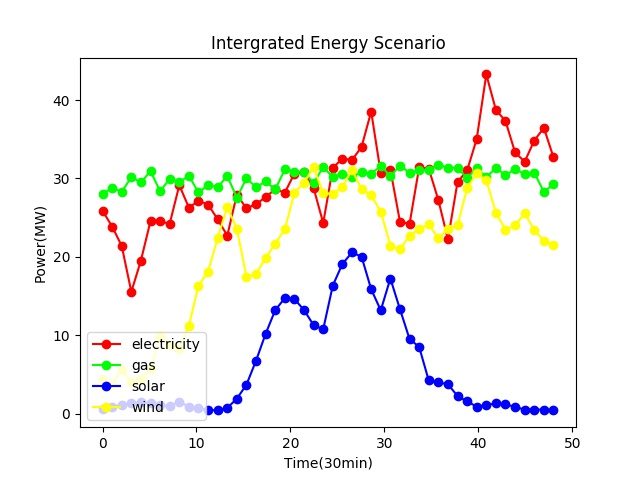 Intergrated Energy Scenario
Power(MW)
40
30
20
10
0
electricity
gas
solar
wind
0 10 20 30 40 50
Time(30min)